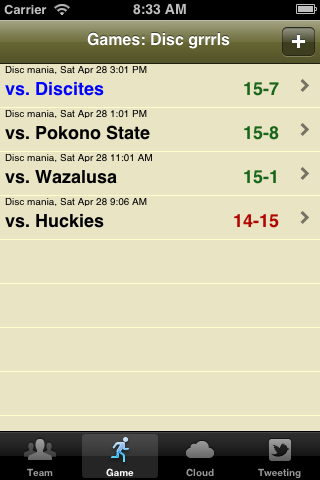 Carrier 8:33 AM
Games: Disc grrrls +
Disc mania, Sat Apr 28 3:01 PM
vs. Discites 15-7
Disc mania, Sat Apr 28 1:01 PM
vs. Pokono State 15-8
Disc mania, Sat Apr 28 11:01 AM
vs. Wazalusa 15-1
Disc mania, Sat Apr 28 9:06 AM
vs. Huckies 14-15
Team Game Cloud Tweeting